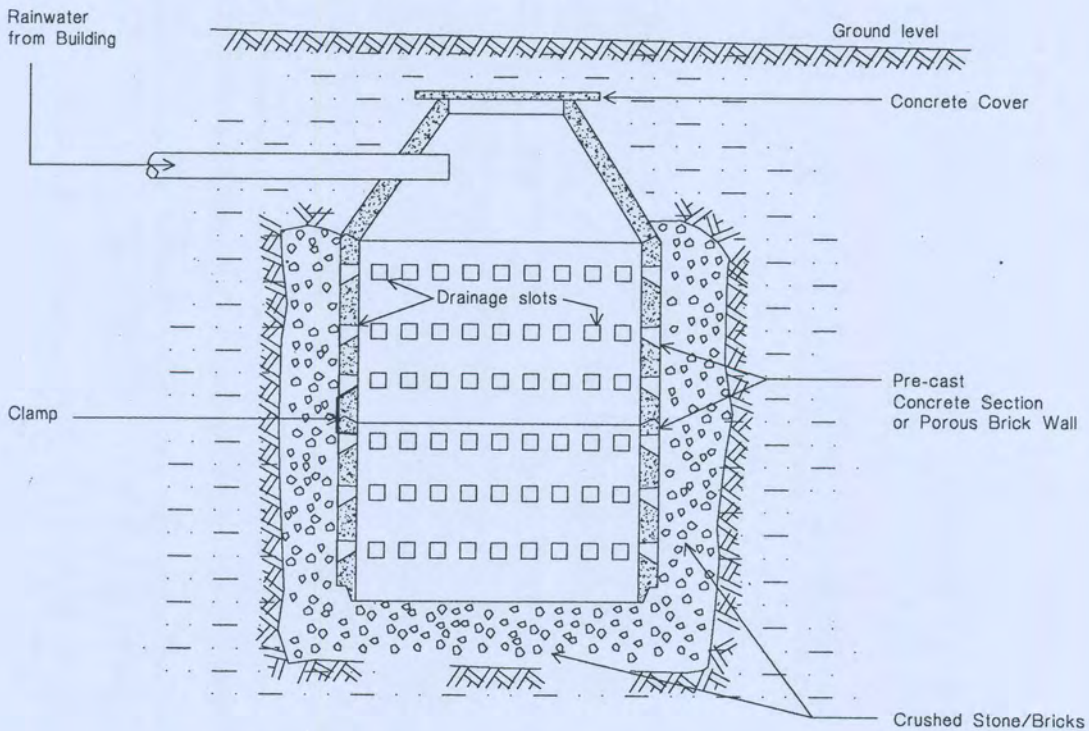 Rainwater
from Building
Ground level
Concrete Cover
Drainage slots
Pre-cast
Concrete Section
or Porous Brick Wall
Clamp
Crushed Stone/Bricks